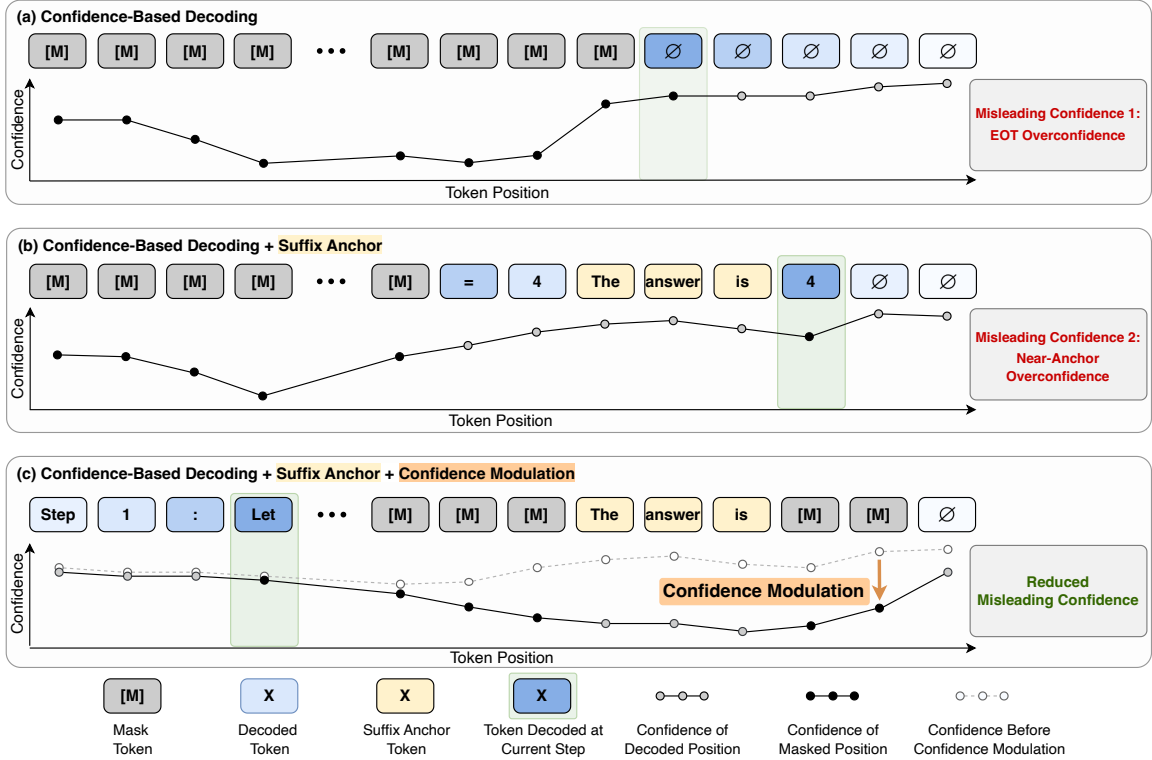 (a) Confidence-Based Decoding
[M] [M] [M] [M] ••• [M] [M] [M] [M] ∅ ∅ ∅ ∅ ∅
Confidence
Token Position
Misleading Confidence 1:
EOT Overconfidence
(b) Confidence-Based Decoding + Suffix Anchor
[M] [M] [M] [M] ••• [M] = 4 The answer is 4 ∅ ∅
Confidence
Token Position
Misleading Confidence 2:
Near-Anchor
Overconfidence
(c) Confidence-Based Decoding + Suffix Anchor + Confidence Modulation
Step 1 : Let ••• [M] [M] [M] The answer is [M] [M] ∅
Confidence
Confidence Modulation
Token Position
Reduced
Misleading Confidence
[M] X X X
Mask
Token
Decoded
Token
Suffix Anchor
Token
Token Decoded at
Current Step
Confidence of
Decoded Position
Confidence of
Masked Position
Confidence Before
Confidence Modulation